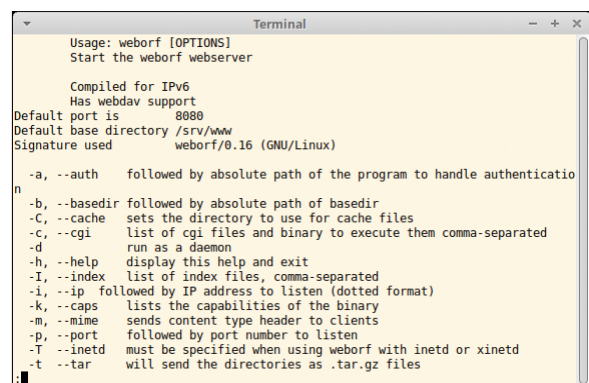 Terminal
Usage: weborf [OPTIONS]
Start the weborf webserver
Compiled for IPv6
Has webdav support
Default port is 8080
Default base directory /srv/www
Signature used weborf/0.16 (GNU/Linux)
-a, --auth followed by absolute path of the program to handle authenticatio
n
-b, --basedir followed by absolute path of basedir
-C, --cache sets the directory to use for cache files
-c, --cgi list of cgi files and binary to execute them comma-separated
-d run as a daemon
-h, --help display this help and exit
-I, --index list of index files, comma-separated
-i, --ip followed by IP address to listen (dotted format)
-k, --caps lists the capabilities of the binary
-m, --mime sends content type header to clients
-p, --port followed by port number to listen
-T --inetd must be specified when using weborf with inetd or xinetd
-t --tar will send the directories as .tar.gz files
: